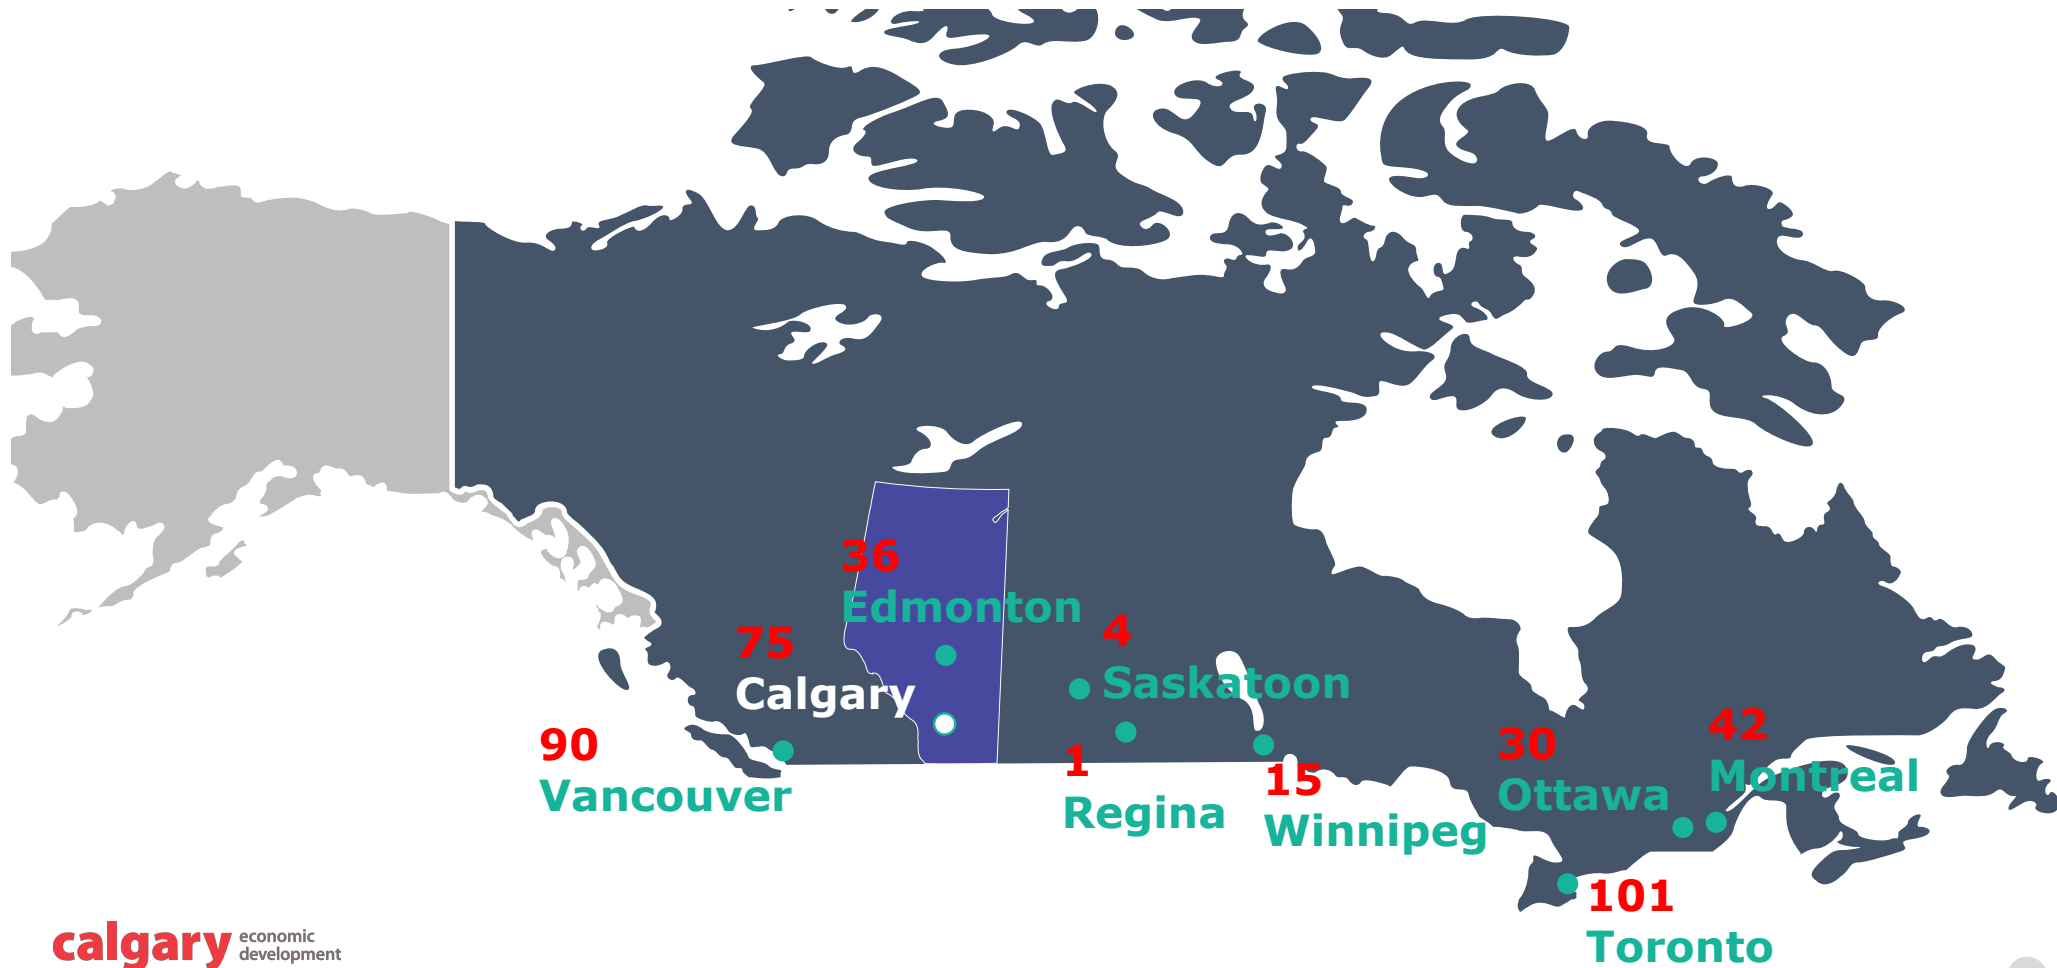 36
Edmonton
4
Saskatoon
75
Calgary
90
Vancouver
1
Regina
15
Winnipeg
30
Ottawa
42
Montreal
101
Toronto
calgary economic
development